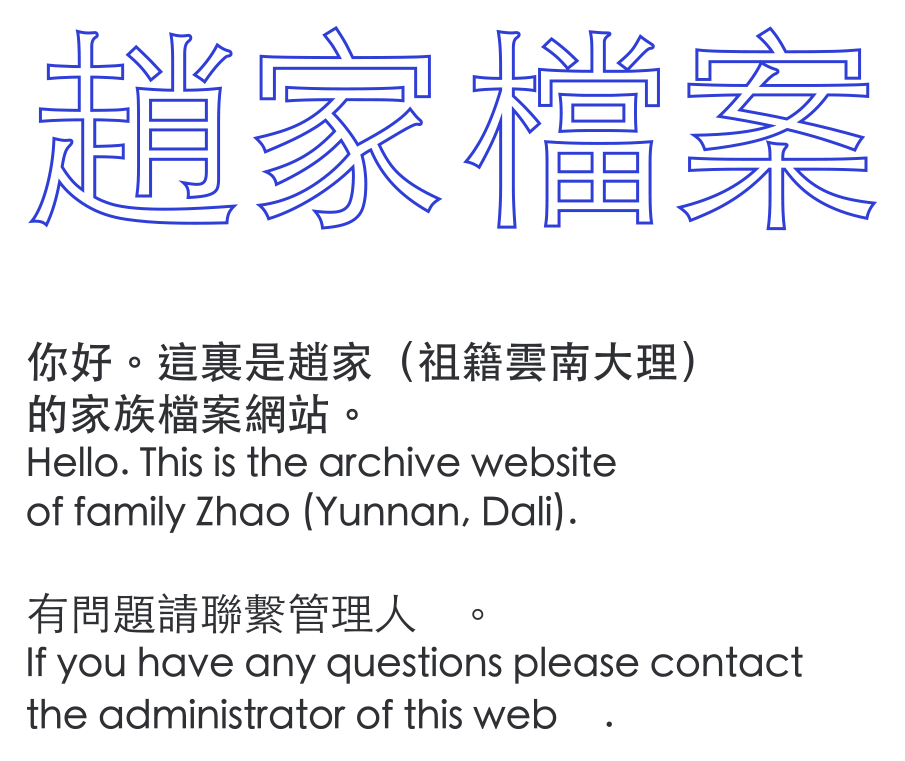 趙家檔案
你好。這裏是趙家（祖籍雲南大理）
的家族檔案網站。
Hello. This is the archive website
of family Zhao (Yunnan, Dali).
有問題請聯繫管理人　。
If you have any questions please contact
the administrator of this web .